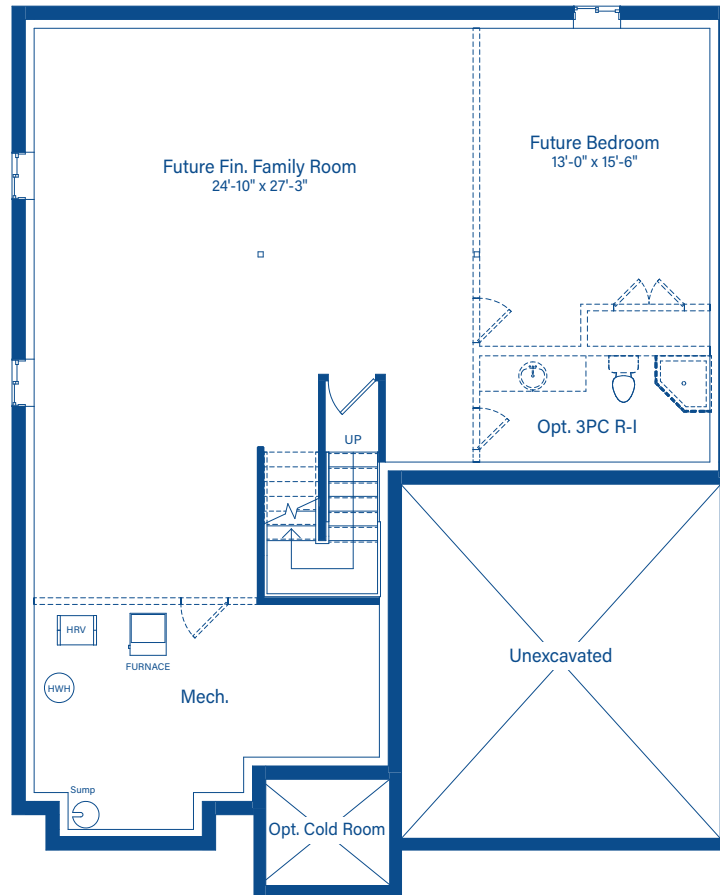 Future Fin. Family Room
24'-10" x 27'-3"
Future Bedroom
13'-0" x 15'-6"
Opt. 3PC R-I
UP
HRV
FURNACE
HWH
Mech.
Unexcavated
Sump
Opt. Cold Room